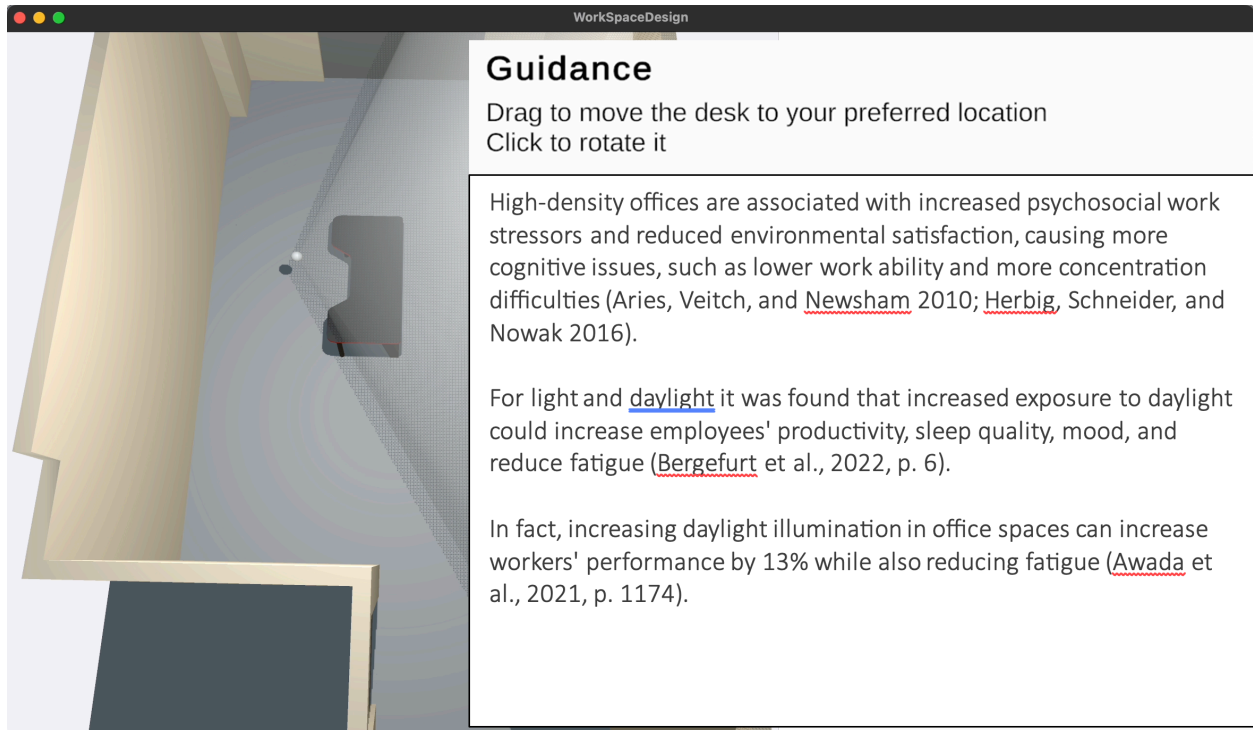 WorkSpaceDesign
Guidance
Drag to move the desk to your preferred location
Click to rotate it
High-density offices are associated with increased psychosocial work
stressors and reduced environmental satisfaction, causing more
cognitive issues, such as lower work ability and more concentration
difficulties (Aries, Veitch, and Newsham 2010; Herbig, Schneider, and
Nowak 2016).
For light and daylight it was found that increased exposure to daylight
could increase employees' productivity, sleep quality, mood, and
reduce fatigue (Bergefurt et al., 2022, p. 6).
In fact, increasing daylight illumination in office spaces can increase
workers' performance by 13% while also reducing fatigue (Awada et
al., 2021, p. 1174).